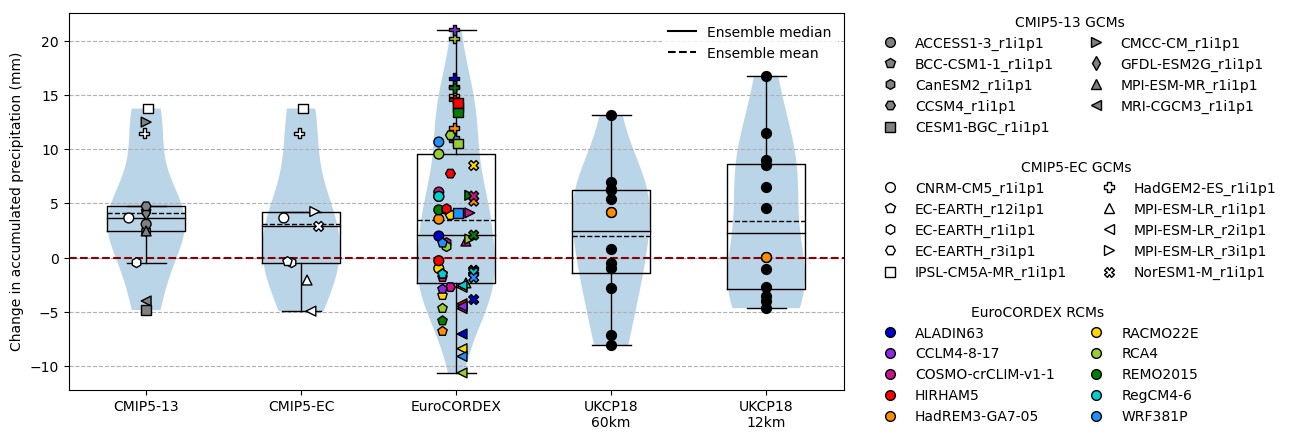 Change in accumulated precipitation (mm)
20
15
10
5
0
−5
−10
Ensemble median
Ensemble mean
CMIP5-13
CMIP5-EC
EuroCORDEX
UKCP18
60km
UKCP18
12km
CMIP5-13 GCMs
ACCESS1-3_r1i1p1
BCC-CSM1-1_r1i1p1
CanESM2_r1i1p1
CCSM4_r1i1p1
CESM1-BGC_r1i1p1
CMCC-CM_r1i1p1
GFDL-ESM2G_r1i1p1
MPI-ESM-MR_r1i1p1
MRI-CGCM3_r1i1p1
CMIP5-EC GCMs
CNRM-CM5_r1i1p1
EC-EARTH_r12i1p1
EC-EARTH_r1i1p1
EC-EARTH_r3i1p1
IPSL-CM5A-MR_r1i1p1
HadGEM2-ES_r1i1p1
MPI-ESM-LR_r1i1p1
MPI-ESM-LR_r2i1p1
MPI-ESM-LR_r3i1p1
NorESM1-M_r1i1p1
EuroCORDEX RCMs
ALADIN63
CCLM4-8-17
COSMO-crCLIM-v1-1
HIRHAM5
HadREM3-GA7-05
RACMO22E
RCA4
REMO2015
RegCM4-6
WRF381P